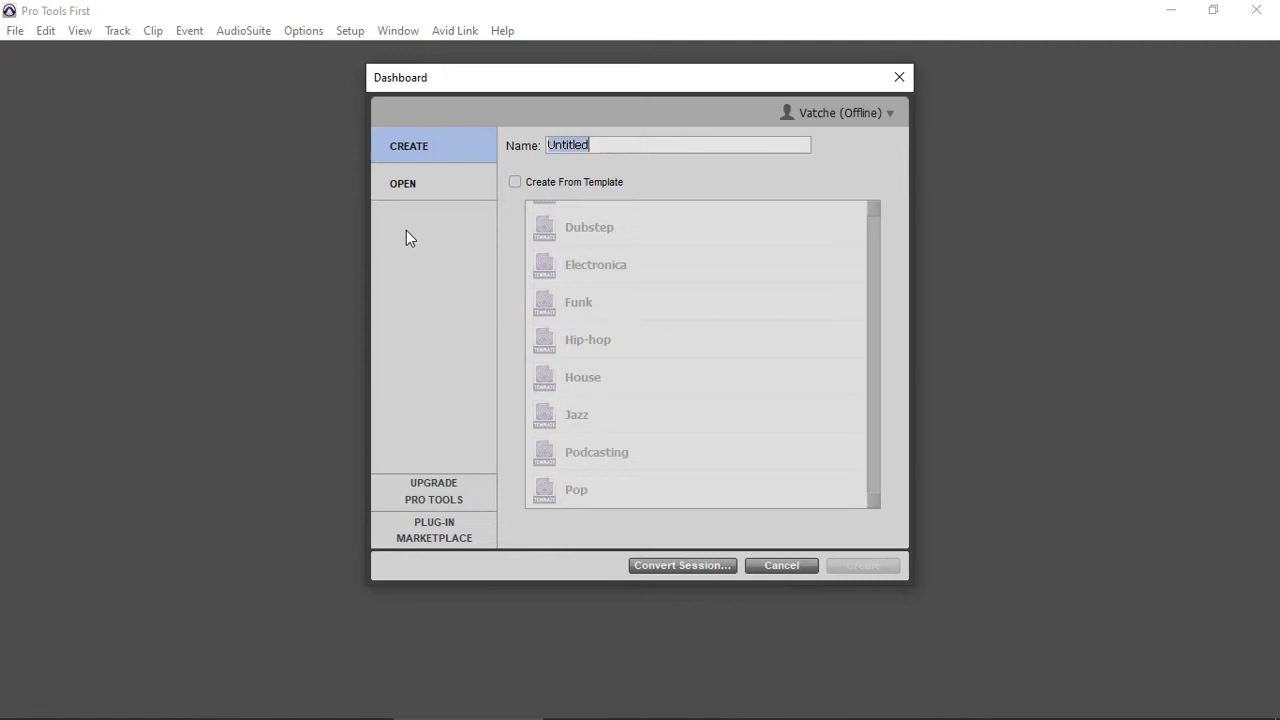 Pro Tools First
File Edit View Track Clip Event AudioSuite Options Setup Window Avid Link Help
Dashboard
Vatche (Offline)
CREATE
OPEN
UPGRADE
PRO TOOLS
PLUG-IN
MARKETPLACE
Name: Untitled
Create From Template
Dubstep
Electronica
Funk
Hip-hop
House
Jazz
Podcasting
Pop
Convert Session... Cancel Create